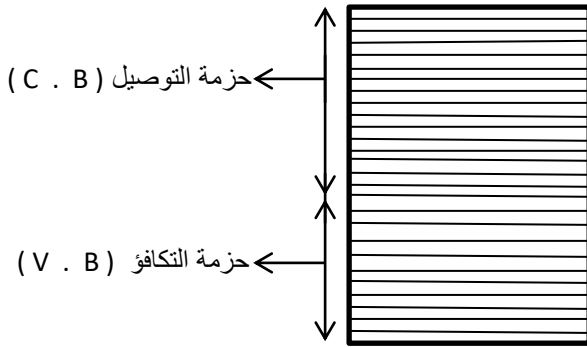 حزمة التوصيل ( C . B )
حزمة التكافؤ ( V . B )